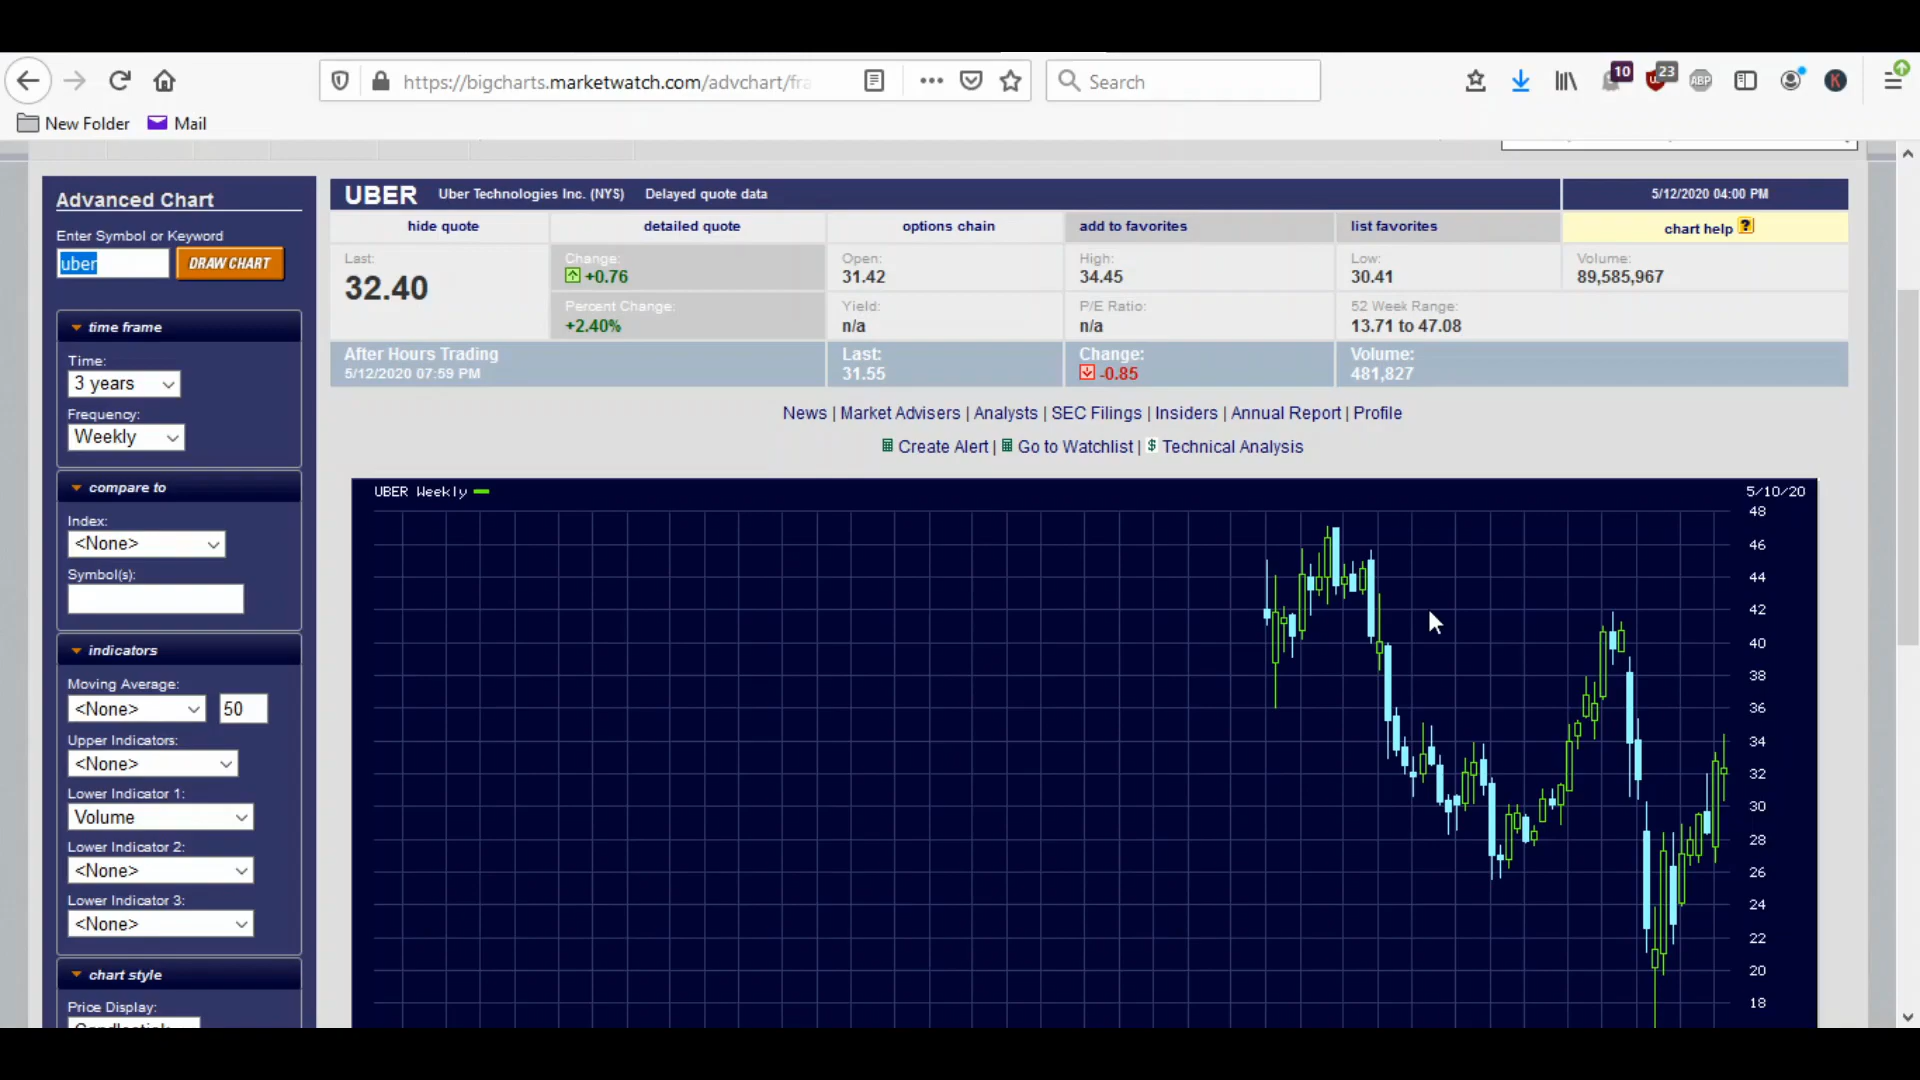 https://bigcharts.marketwatch.com/advchart/fra
Search
10
23
ABP
K
New Folder
Mail
Advanced Chart
Enter Symbol or Keyword
uber
DRAW CHART
time frame
Time:
3 years
Frequency:
Weekly
compare to
Index:
<None>
Symbol(s):
indicators
Moving Average:
<None>
50
Upper Indicators:
<None>
Lower Indicator 1:
Volume
Lower Indicator 2:
<None>
Lower Indicator 3:
<None>
chart style
Price Display:
Candlestick
UBER Uber Technologies Inc. (NYS) Delayed quote data 5/12/2020 04:00 PM
hide quote detailed quote options chain add to favorites list favorites chart help ?
Last: Change: Open: High: Low: Volume:
32.40 +0.76 31.42 34.45 30.41 89,585,967
Percent Change: Yield: P/E Ratio: 52 Week Range:
+2.40% n/a n/a 13.71 to 47.08
After Hours Trading Last: Change: Volume:
5/12/2020 07:59 PM 31.55 -0.85 481,827
News | Market Advisers | Analysts | SEC Filings | Insiders | Annual Report | Profile
Create Alert | Go to Watchlist | $ Technical Analysis
UBER Weekly 5/10/20
48
46
44
42
40
38
36
34
32
30
28
26
24
22
20
18